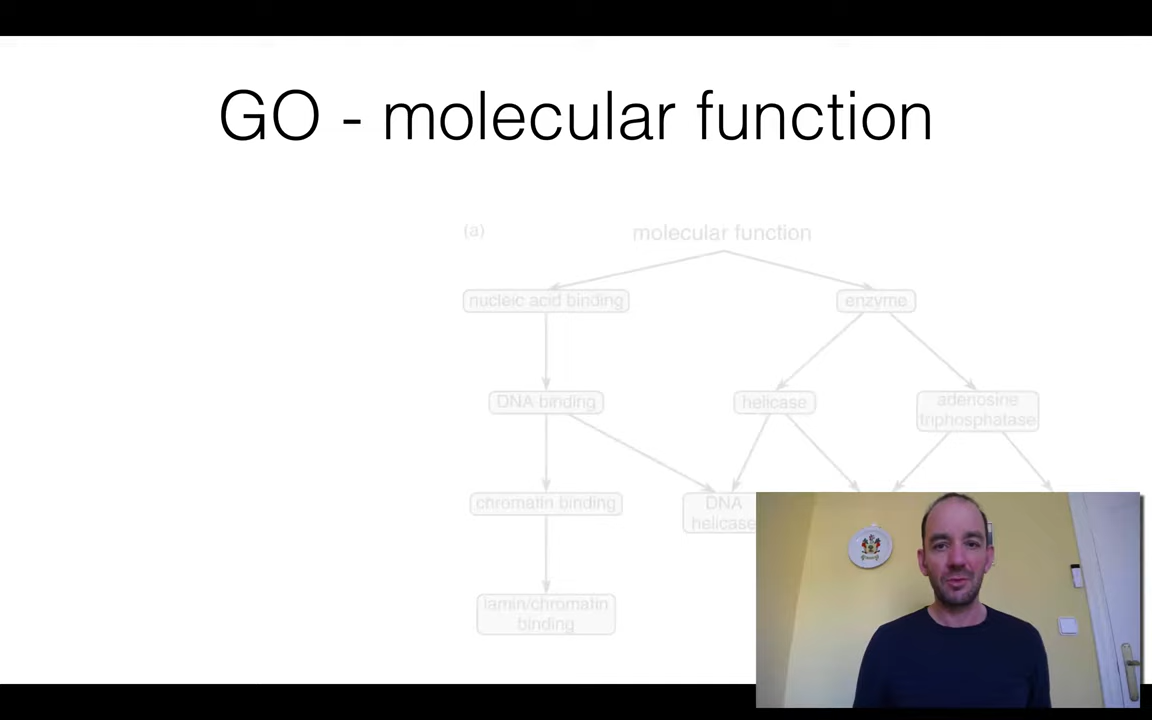 GO - molecular function
(a)
molecular function
nucleic acid binding
enzyme
DNA binding
helicase
adenosine
triphosphatase
chromatin binding
DNA
helicase
lamin/chromatin
binding